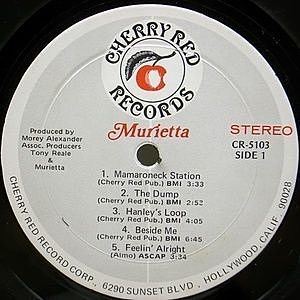 CHERRY RED
C
RECORDS
Murietta
STEREO
Produced by
Morey Alexander
Assoc. Producers
Tony Reale
&
Murietta
CR-5103
SIDE 1
1. Mamaroneck Station
(Cherry Red Pub.) BMI 3:33
2. The Dump
(Cherry Red Pub.) BMI 2:52
3. Hanley's Loop
(Cherry Red Pub.) BMI 4:05
4. Beside Me
(Cherry Red Pub.) BMI 6:45
5. Feelin' Alright
(Almo) ASCAP 3:34
CHERRY RED RECORD CORP. 6290 SUNSET BLVD. HOLLYWOOD, CALIF 90028